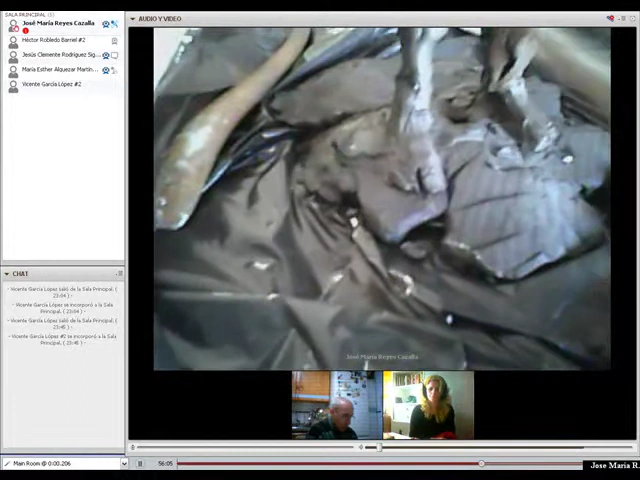 SALA PRINCIPAL (5)
José María Reyes Cazalla
Héctor Robledo Barriel #2
Jesús Clemente Rodríguez Sig...
María Esther Alquezar Martín...
Vicente García López #2
AUDIO Y VIDEO
José María Reyes Cazalla
CHAT
- Vicente García López salió de la Sala Principal. (
23:04 ) -
- Vicente García López se incorporó a la Sala
Principal. ( 23:04 ) -
- Vicente García López salió de la Sala Principal. (
23:45 ) -
- Vicente García López #2 se incorporó a la Sala
Principal. ( 23:45 ) -
Main Room @ 0:00.206
56:05
Jose María R.